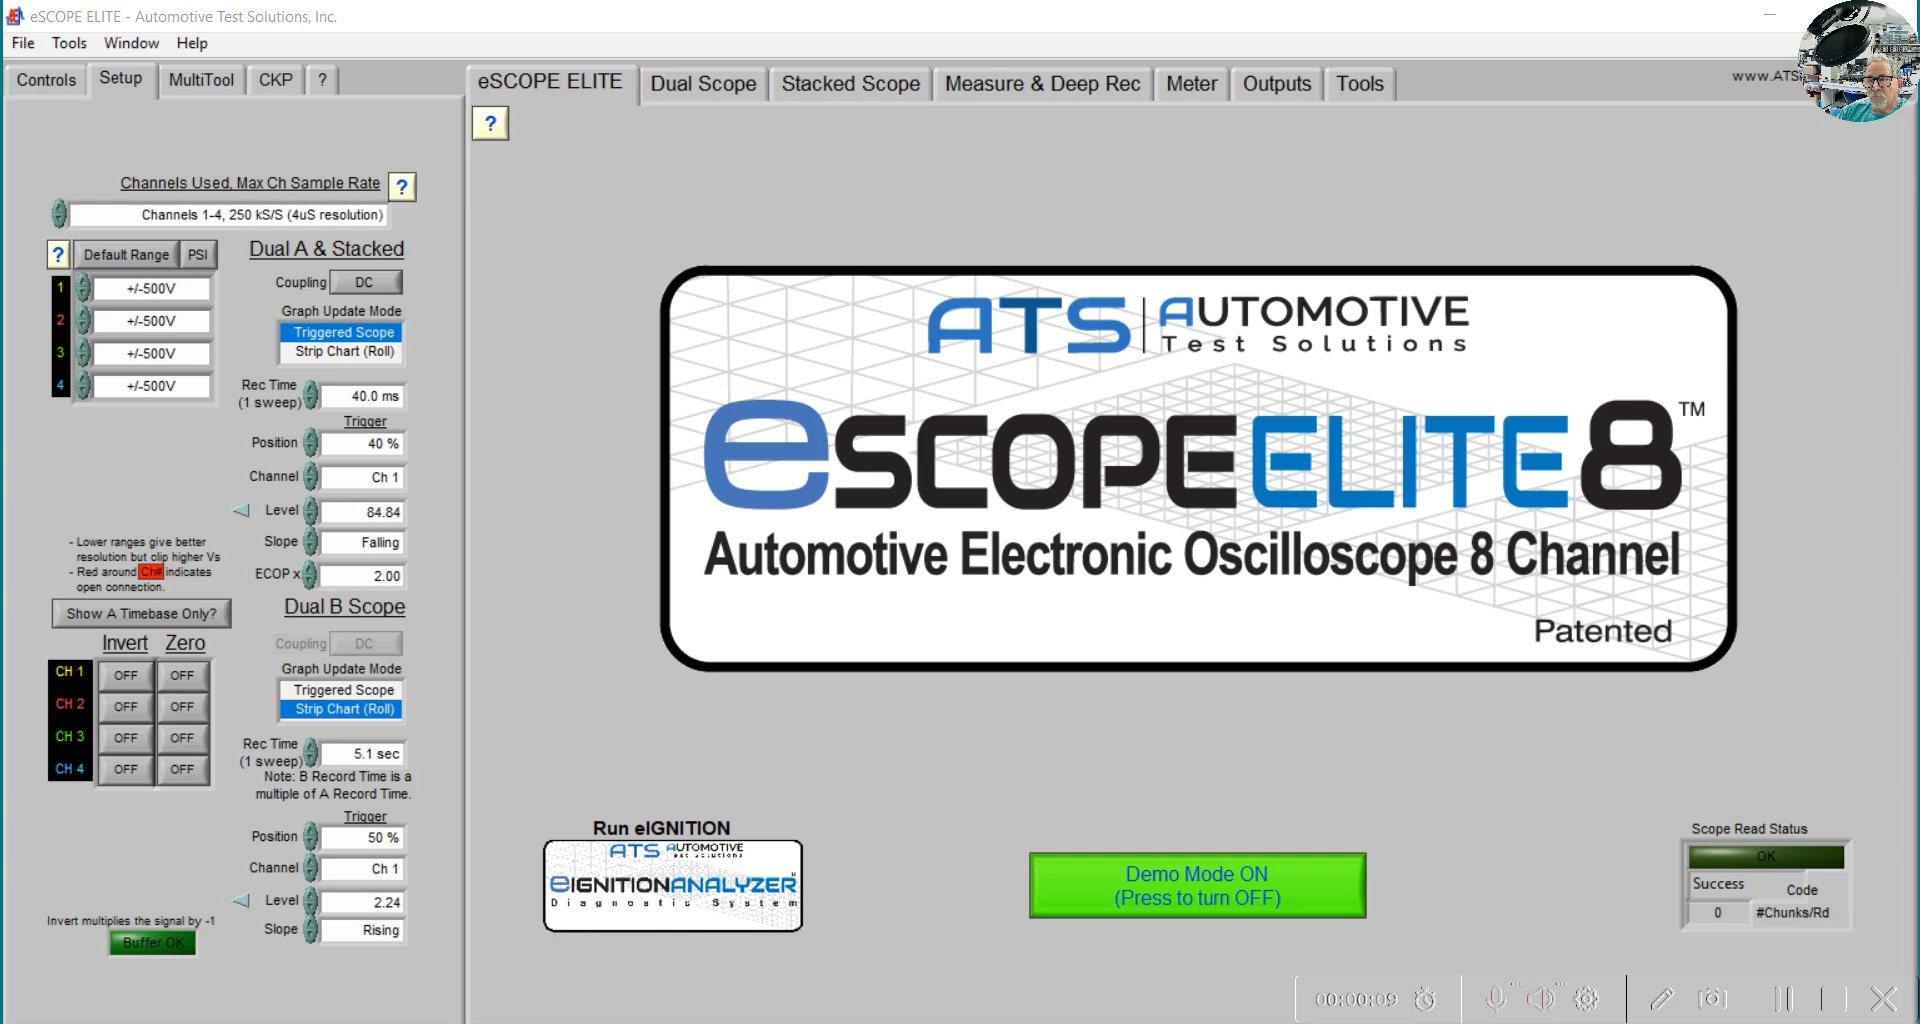 eSCOPE ELITE - Automotive Test Solutions, Inc.
File Tools Window Help
Controls Setup MultiTool CKP ?
eSCOPE ELITE Dual Scope Stacked Scope Measure & Deep Rec Meter Outputs Tools
www.ATS
?
Channels Used, Max Ch Sample Rate ?
Channels 1-4, 250 kS/S (4uS resolution)
? Default Range PSI
1 +/-500V
2 +/-500V
3 +/-500V
4 +/-500V
Dual A & Stacked
Coupling DC
Graph Update Mode
Triggered Scope
Strip Chart (Roll)
Rec Time
(1 sweep) 40.0 ms
Trigger
Position 40 %
Channel Ch 1
Level 84.84
Slope Falling
ECOP x 2.00
- Lower ranges give better
resolution but clip higher Vs
- Red around Ch# indicates
open connection.
Show A Timebase Only?
Invert Zero
CH 1 OFF OFF
CH 2 OFF OFF
CH 3 OFF OFF
CH 4 OFF OFF
Dual B Scope
Coupling DC
Graph Update Mode
Triggered Scope
Strip Chart (Roll)
Rec Time
(1 sweep) 5.1 sec
Note: B Record Time is a
multiple of A Record Time.
Trigger
Position 50 %
Channel Ch 1
Level 2.24
Slope Rising
Invert multiplies the signal by -1
Buffer OK
ATS AUTOMOTIVE
Test Solutions
eSCOPEELITE8™
Automotive Electronic Oscilloscope 8 Channel
Patented
Run eIGNITION
ATS AUTOMOTIVE
Test Solutions
eIGNITIONANALYZER
Diagnostic System
Demo Mode ON
(Press to turn OFF)
Scope Read Status
OK
Success Code
0 #Chunks/Rd
00:00:09